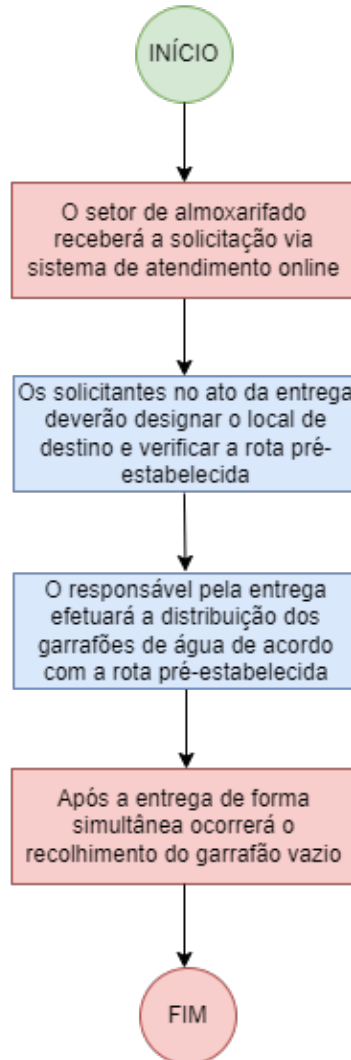 INÍCIO
O setor de almoxarifado
receberá a solicitação via
sistema de atendimento online
Os solicitantes no ato da entrega
deverão designar o local de
destino e verificar a rota pré-
estabelecida
O responsável pela entrega
efetuará a distribuição dos
garrafões de água de acordo
com a rota pré-estabelecida
Após a entrega de forma
simultânea ocorrerá o
recolhimento do garrafão vazio
FIM